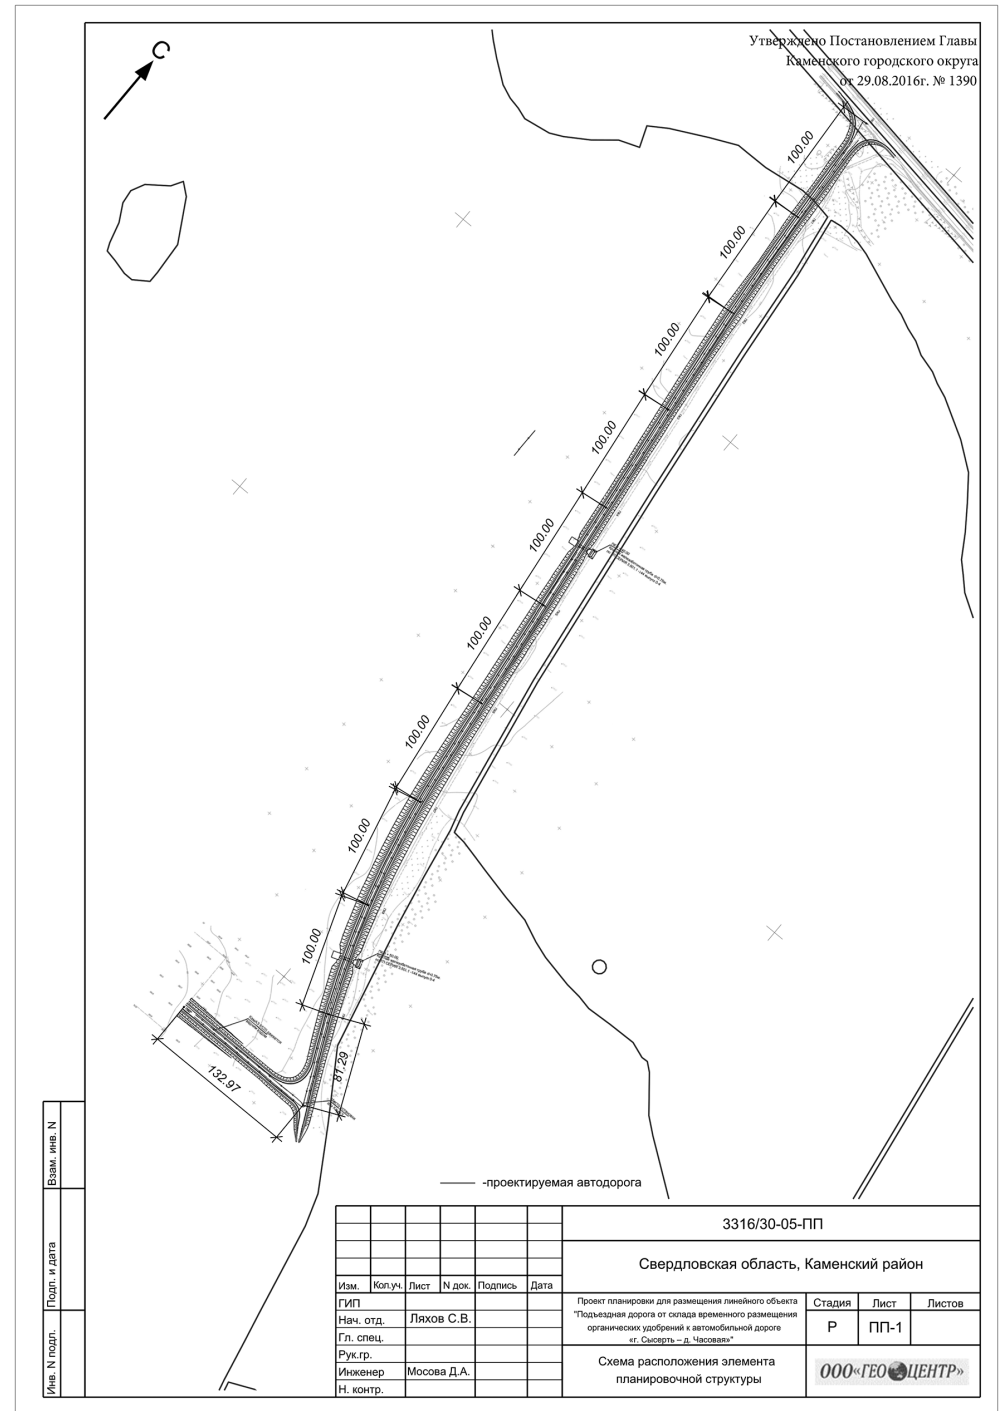 Утверждено Постановлением Главы
Каменского городского округа
от 29.08.2016г. № 1390
С
100.00
100.00
100.00
100.00
100.00
100.00
100.00
100.00
100.00
81.29
132.97
-проектируемая автодорога
Взам. инв. N
Подп. и дата
Инв. N подл.
3316/30-05-ПП
Свердловская область, Каменский район
Изм. Кол.уч. Лист N док. Подпись Дата
ГИП
Нач. отд. Ляхов С.В.
Гл. спец.
Рук.гр.
Инженер Мосова Д.А.
Н. контр.
Проект планировки для размещения линейного объекта
"Подъездная дорога от склада временного размещения
органических удобрений к автомобильной дороге
«г. Сысерть – д. Часовая»"
Стадия Лист Листов
Р ПП-1
Схема расположения элемента
планировочной структуры
ООО«ГЕОЦЕНТР»